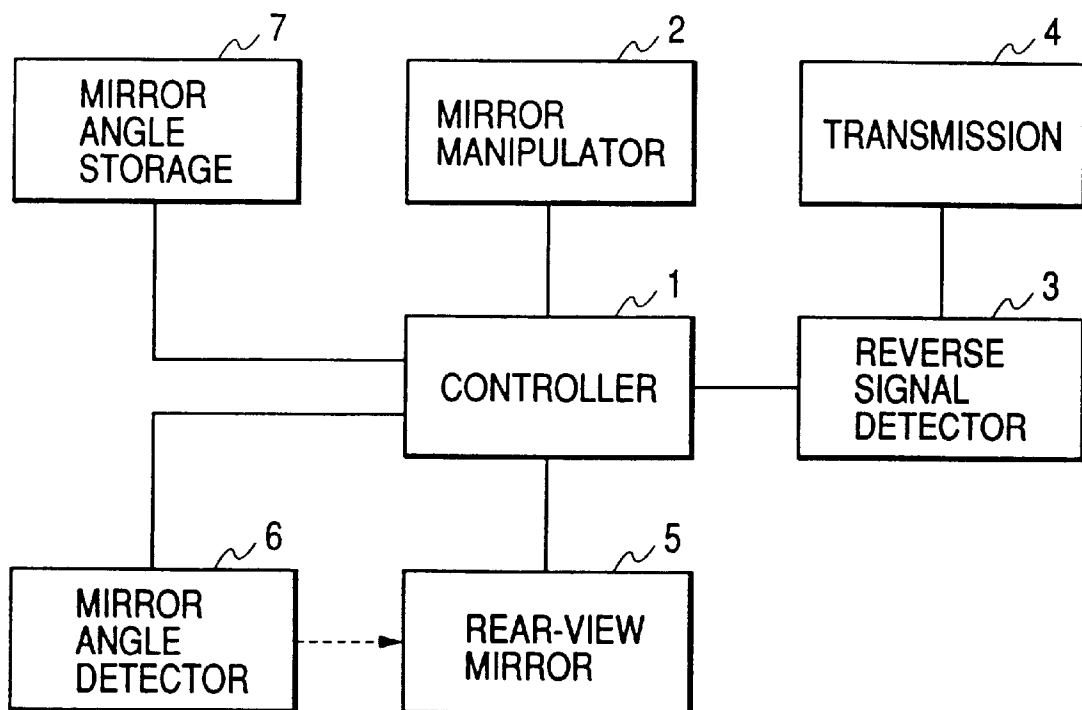 7
MIRROR
ANGLE
STORAGE
2
MIRROR
MANIPULATOR
4
TRANSMISSION
1
CONTROLLER
3
REVERSE
SIGNAL
DETECTOR
6
MIRROR
ANGLE
DETECTOR
5
REAR-VIEW
MIRROR